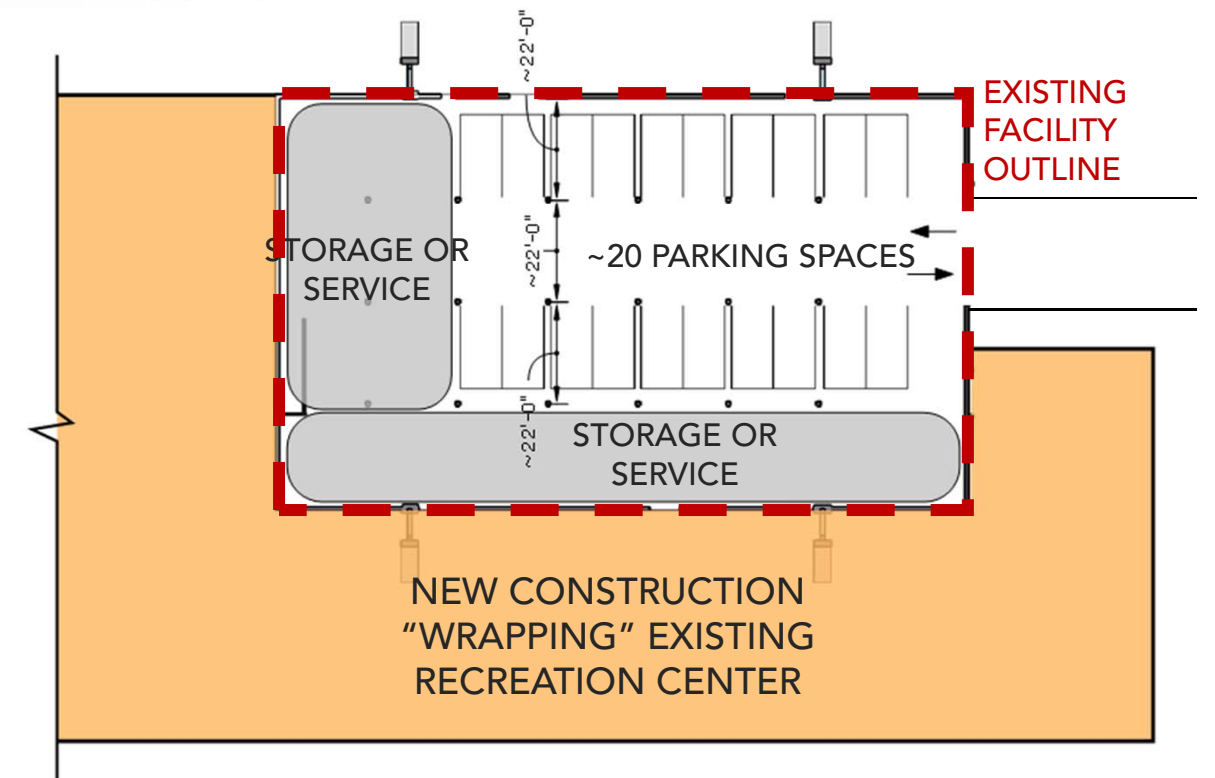 ~22'-0"
EXISTING
FACILITY
OUTLINE
STORAGE OR
SERVICE
~22'-0"
~20 PARKING SPACES
~22'-0"
STORAGE OR
SERVICE
NEW CONSTRUCTION
“WRAPPING” EXISTING
RECREATION CENTER